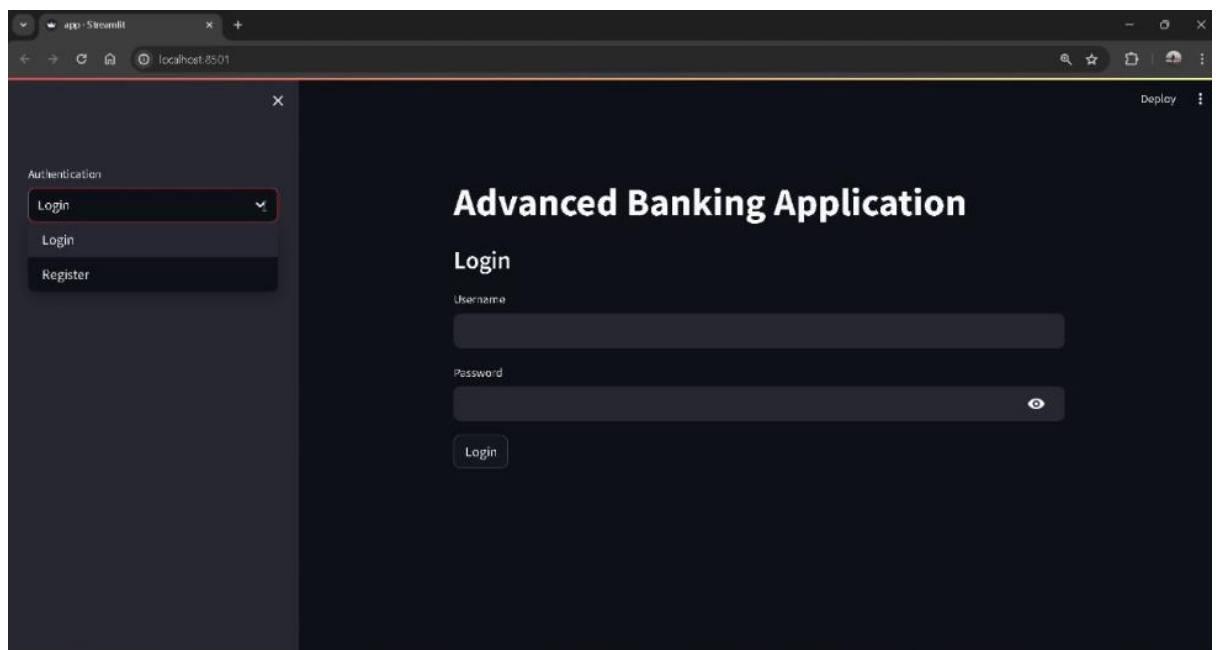 app · Streamlit
localhost:8501
Deploy
Authentication
Login
Login
Register
Advanced Banking Application
Login
Username
Password
Login